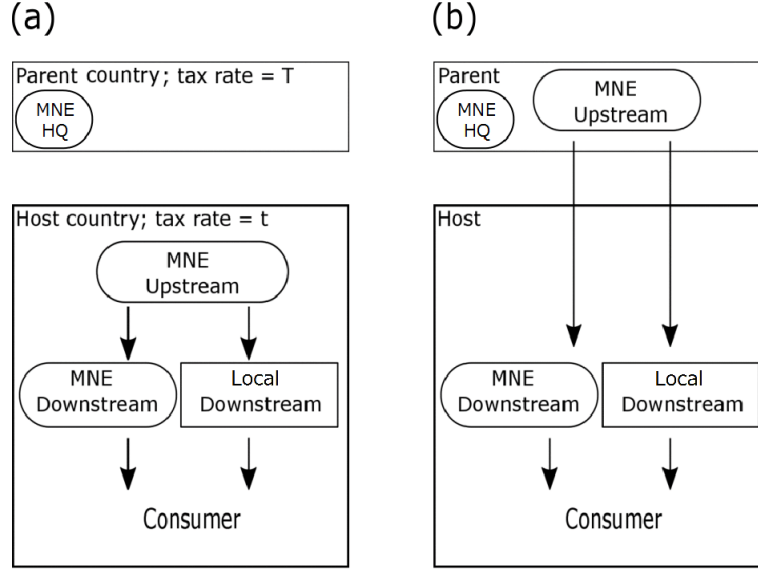 (a)
Parent country; tax rate = T
MNE
HQ
Host country; tax rate = t
MNE
Upstream
MNE
Downstream
Local
Downstream
Consumer
(b)
Parent
MNE
HQ
MNE
Upstream
Host
MNE
Downstream
Local
Downstream
Consumer